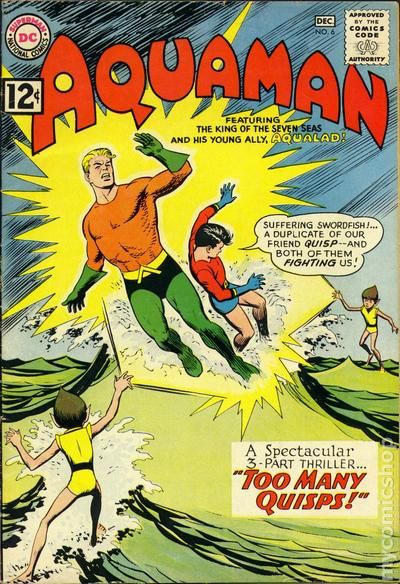 SUPERMAN
DC
NATIONAL COMICS
DEC.
NO. 6
APPROVED
BY THE
COMICS
CODE
CA
AUTHORITY
AQUAMAN
12¢
FEATURING
THE KING OF THE SEVEN SEAS
AND HIS YOUNG ALLY, AQUALAD!
SUFFERING SWORDFISH!...
A DUPLICATE OF OUR
FRIEND QUISP--AND
BOTH OF THEM
FIGHTING US!
A Spectacular
3-PART THRILLER...
"TOO MANY
QUISPS!"
mycomicshop